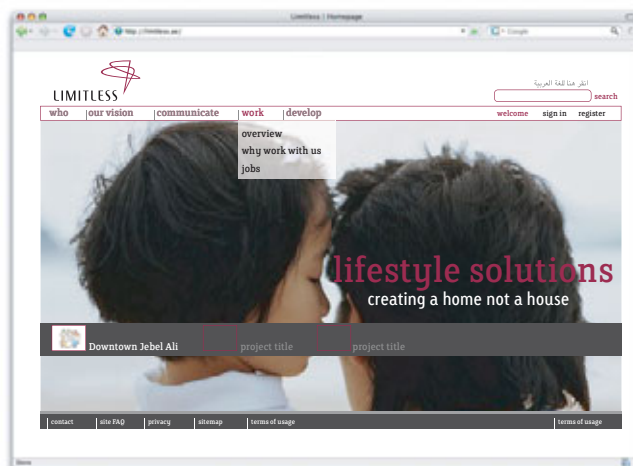 Limitless | Homepage
http://limitless.ae/
Google
انقر هنا للغة العربية
LIMITLESS
search
who our vision communicate work develop
welcome sign in register
overview
why work with us
jobs
lifestyle solutions
creating a home not a house
Downtown Jebel Ali project title project title
contact site FAQ privacy sitemap terms of usage terms of usage